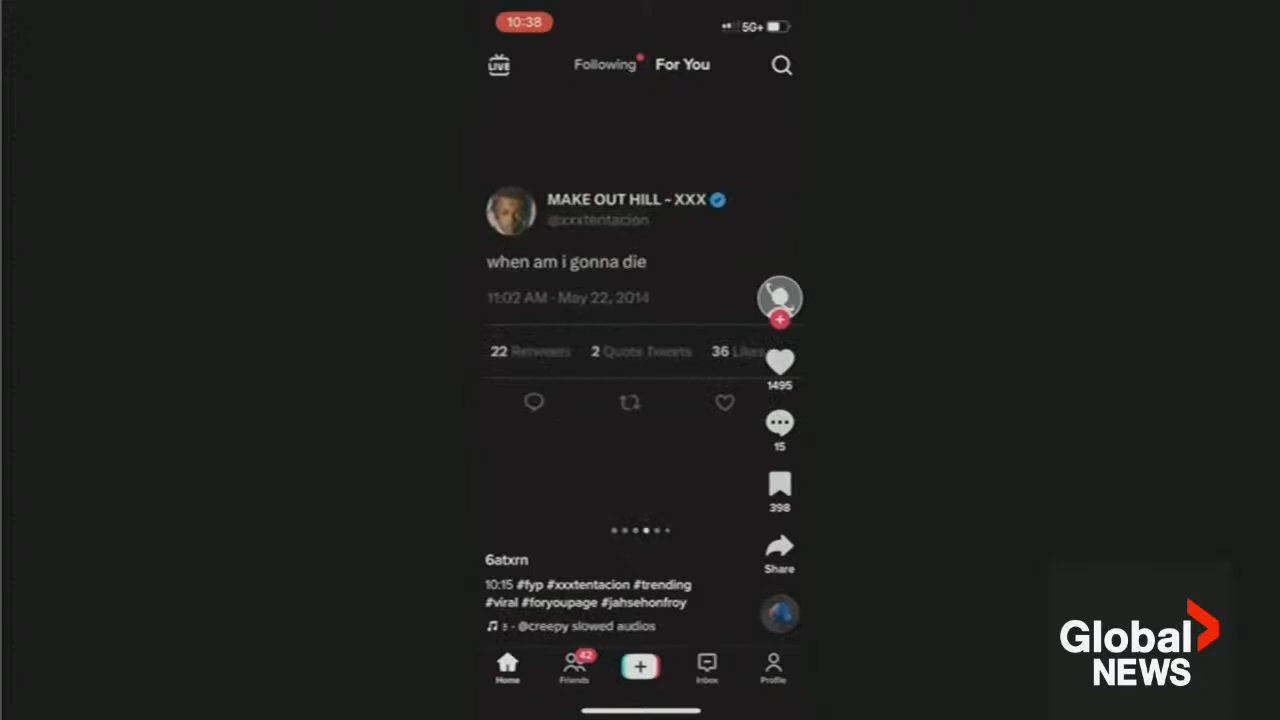 10:38
5G+
LIVE
Following
For You
MAKE OUT HILL ~ XXX
@xxxtentacion
when am i gonna die
11:02 AM · May 22, 2014
22 Retweets 2 Quote Tweets 36 Likes
1495
15
398
Share
6atxrn
10:15 #fyp #xxxtentacion #trending
#viral #foryoupage #jahsehonfroy
- @creepy slowed audios
42
Home
Friends
Inbox
Profile
Global
NEWS